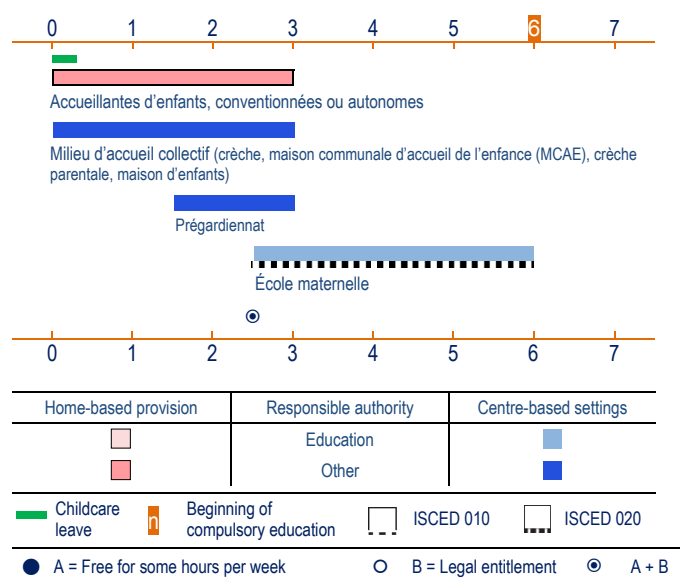 0 1 2 3 4 5 6 7
Accueillantes d'enfants, conventionnées ou autonomes
Milieu d'accueil collectif (crèche, maison communale d'accueil de l'enfance (MCAE), crèche
parentale, maison d'enfants)
Prégardiennat
École maternelle
0 1 2 3 4 5 6 7
Home-based provision Responsible authority Centre-based settings
Education
Other
Childcare
leave
n
Beginning of
compulsory education
ISCED 010
ISCED 020
A = Free for some hours per week B = Legal entitlement A + B